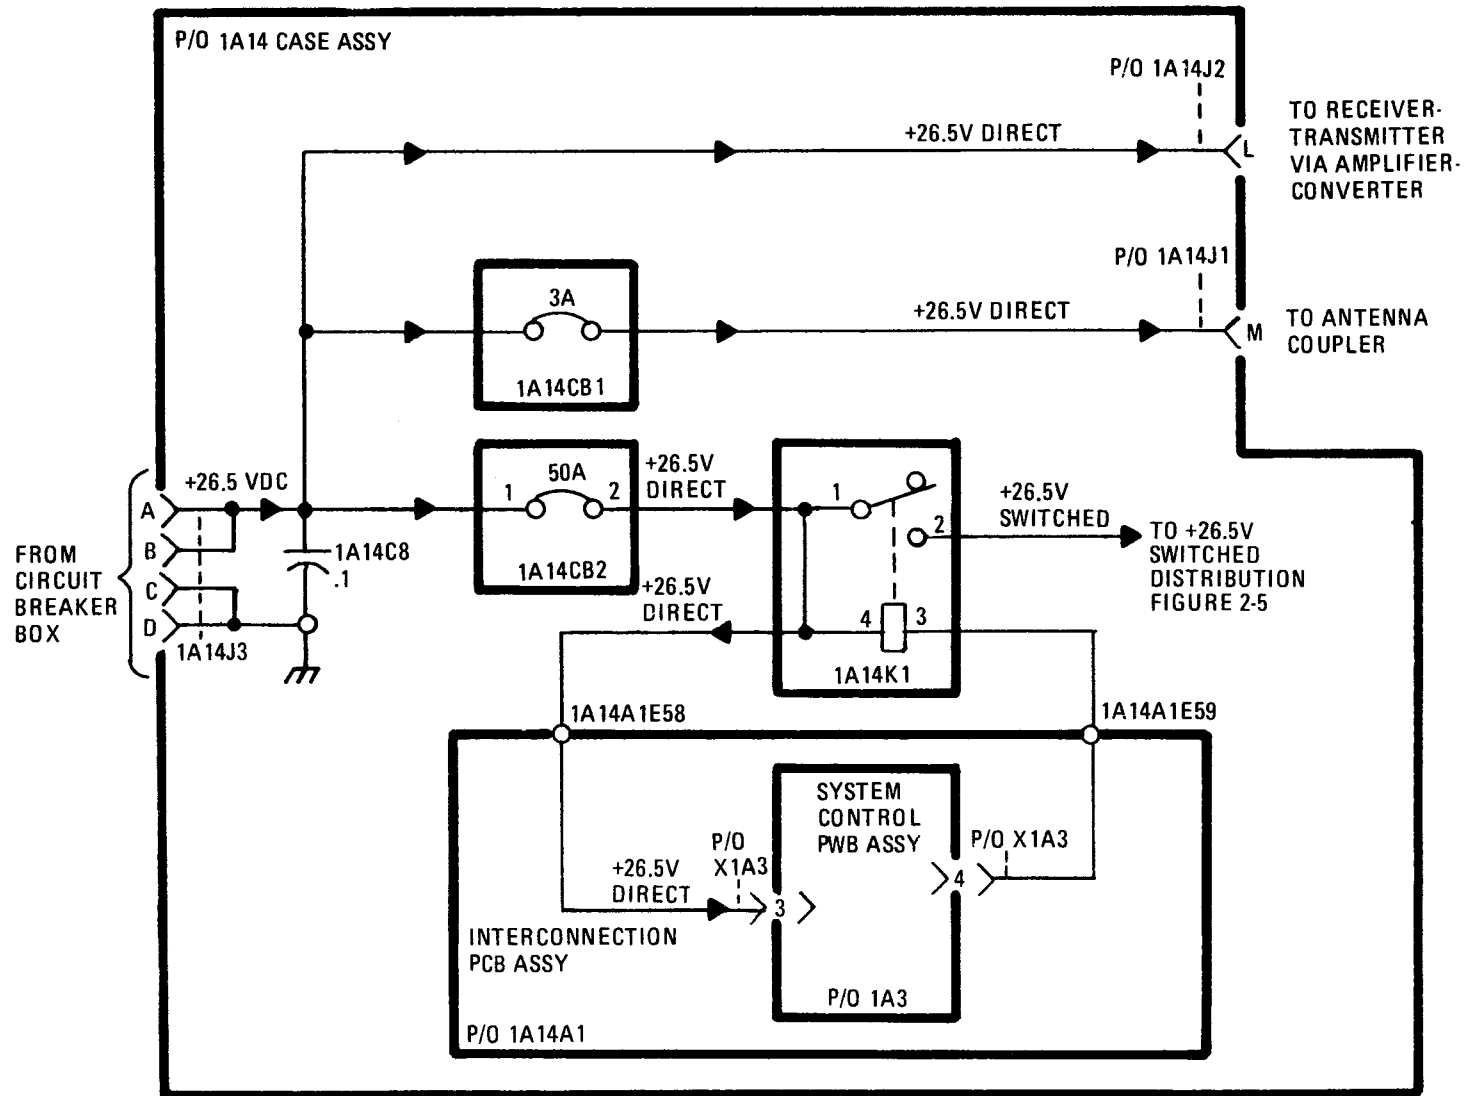 P/O 1A14 CASE ASSY
P/O 1A14J2
+26.5V DIRECT
L
TO RECEIVER-
TRANSMITTER
VIA AMPLIFIER-
CONVERTER
P/O 1A14J1
3A
+26.5V DIRECT
M
TO ANTENNA
COUPLER
1A14CB1
FROM
CIRCUIT
BREAKER
BOX
A
B
C
D
+26.5 VDC
1A14J3
1A14C8
.1
1
50A
2
1A14CB2
+26.5V
DIRECT
+26.5V
DIRECT
1
2
4
3
1A14K1
+26.5V
SWITCHED
TO +26.5V
SWITCHED
DISTRIBUTION
FIGURE 2-5
1A14A1E58
1A14A1E59
SYSTEM
CONTROL
PWB ASSY
P/O
X1A3
P/O X1A3
+26.5V
DIRECT
3
4
INTERCONNECTION
PCB ASSY
P/O 1A3
P/O 1A14A1